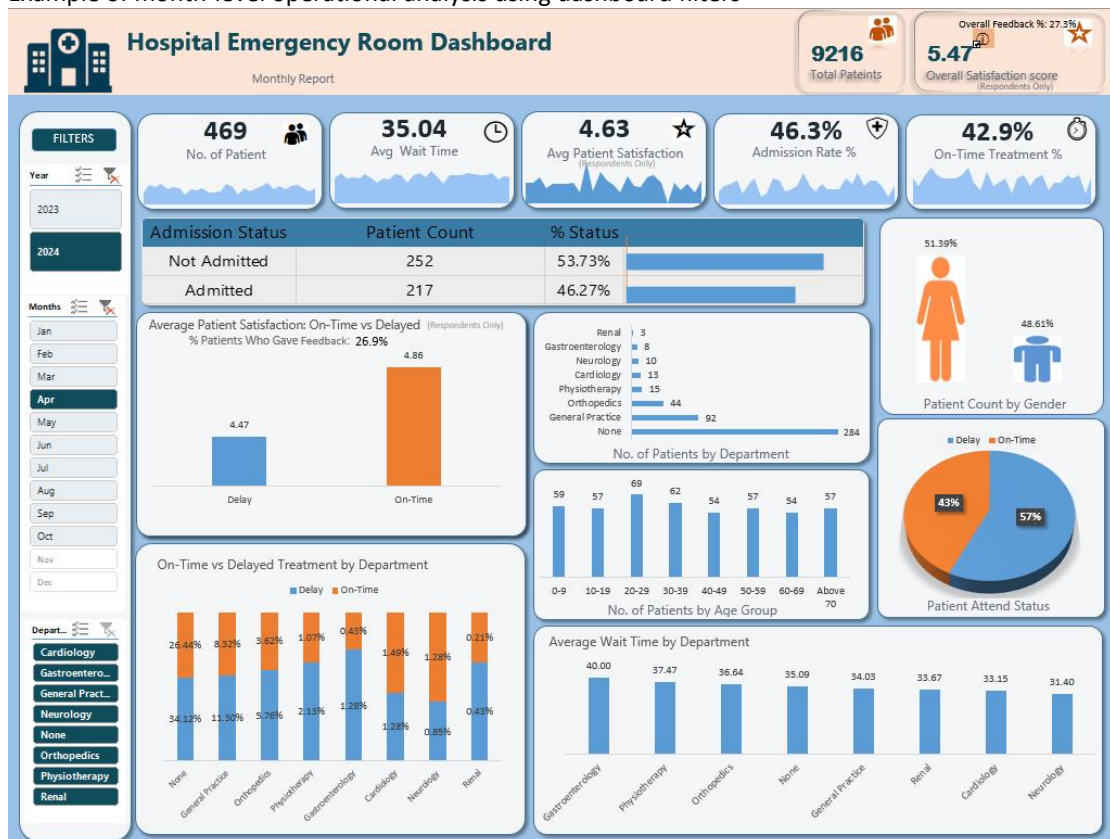 Example of month-level operational analysis using dashboard filters
Hospital Emergency Room Dashboard
Monthly Report
9216
Total Pateints
Overall Feedback %: 27.3%
5.47
Overall Satisfaction score
(Respondents Only)
FILTERS
Year
2023
2024
Months
Jan
Feb
Mar
Apr
May
Jun
Jul
Aug
Sep
Oct
Nov
Dec
Depart...
Cardiology
Gastroentero...
General Pract...
Neurology
None
Orthopedics
Physiotherapy
Renal
469
No. of Patient
35.04
Avg Wait Time
4.63
Avg Patient Satisfaction
(Respondents Only)
46.3%
Admission Rate %
42.9%
On-Time Treatment %
Admission Status Patient Count % Status
Not Admitted 252 53.73%
Admitted 217 46.27%
Average Patient Satisfaction: On-Time vs Delayed (Respondents Only)
% Patients Who Gave Feedback: 26.9%
4.47
4.86
Delay On-Time
Renal 3
Gastroenterology 8
Neurology 10
Cardiology 13
Physiotherapy 15
Orthopedics 44
General Practice 92
None 284
No. of Patients by Department
51.39%
48.61%
Patient Count by Gender
59 57 69 62 54 57 54 57
0-9 10-19 20-29 30-39 40-49 50-59 60-69 Above
70
No. of Patients by Age Group
Delay On-Time
43%
57%
Patient Attend Status
On-Time vs Delayed Treatment by Department
Delay On-Time
26.44% 8.32% 3.62% 1.07% 0.43% 1.49% 1.28% 0.21%
34.12% 11.30% 5.76% 2.13% 1.28% 1.28% 0.85% 0.43%
None General Practice Orthopedics Physiotherapy Gastroenterology Cardiology Neurology Renal
Average Wait Time by Department
40.00 37.47 36.64 35.09 34.03 33.67 33.15 31.40
Gastroenterology Physiotherapy Orthopedics None General Practice Renal Cardiology Neurology